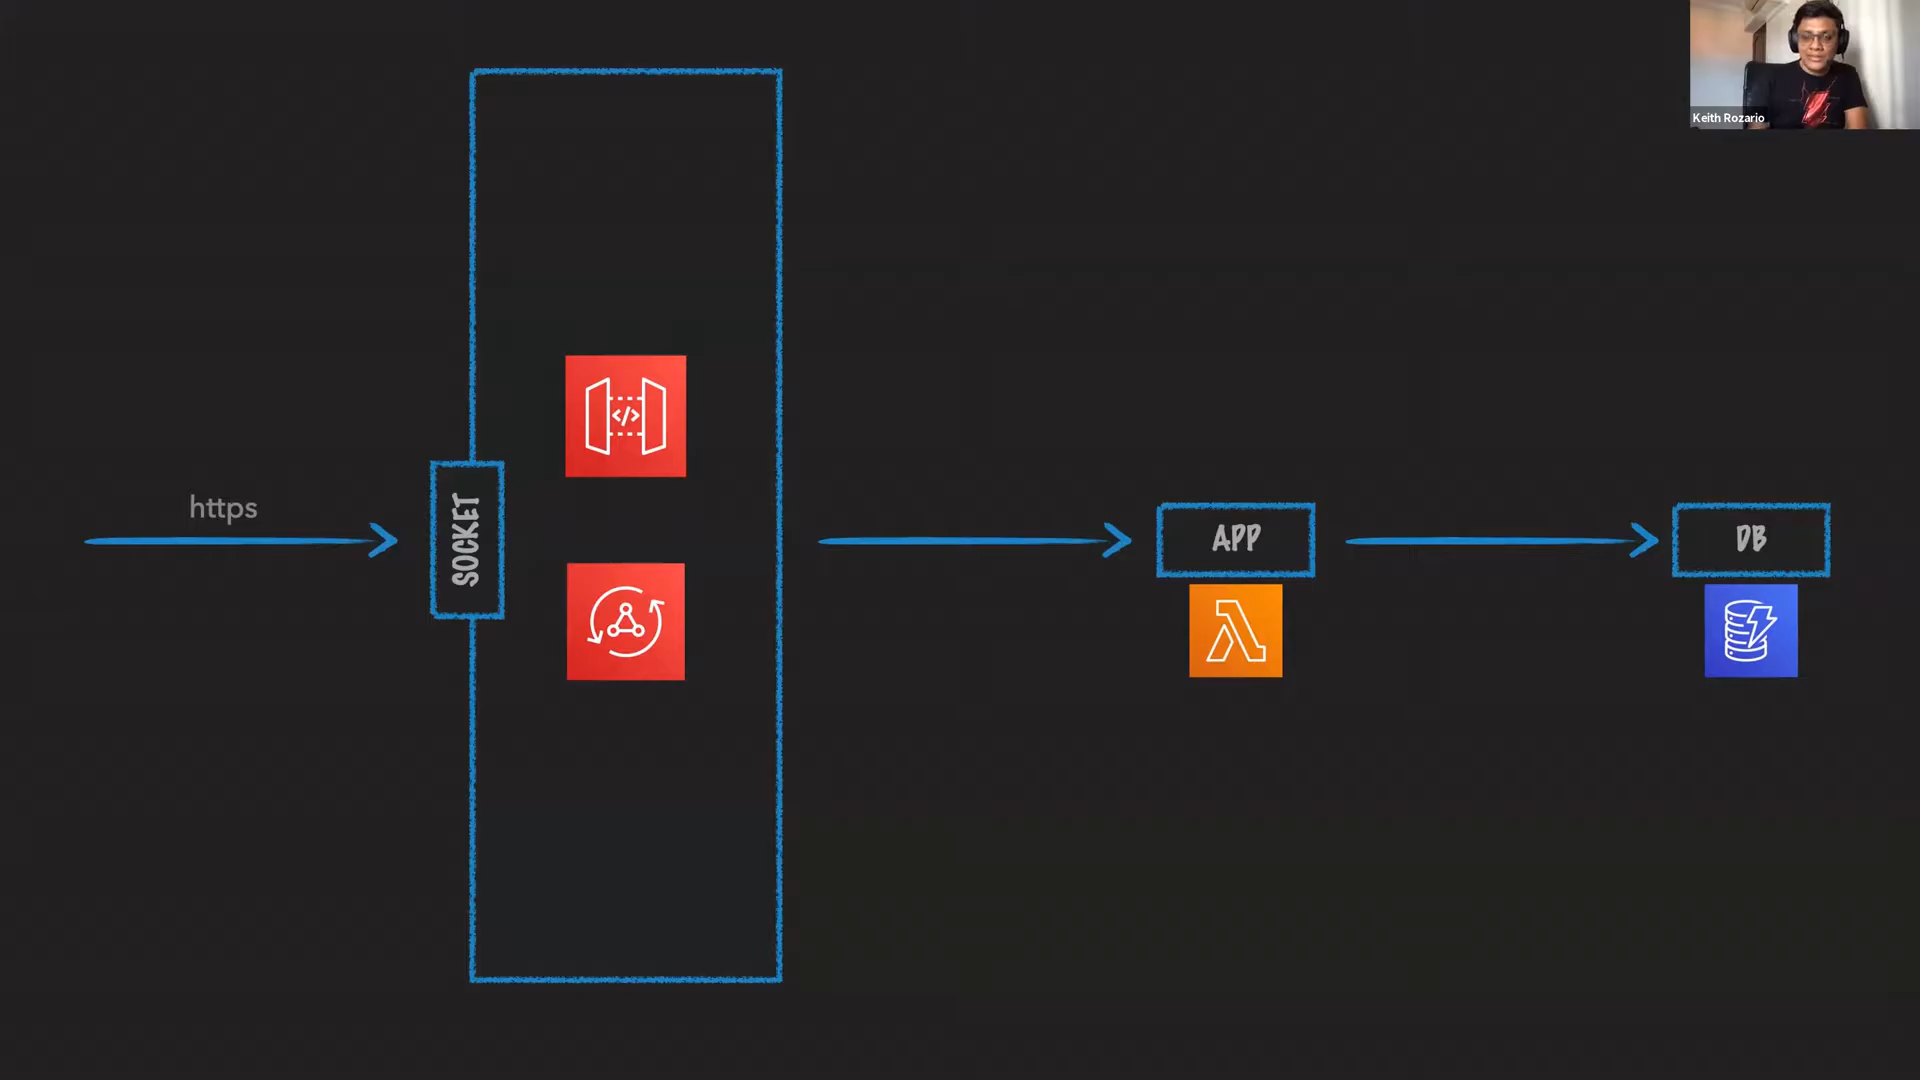 Keith Rozario
https
SOCKET
</>
APP
DB